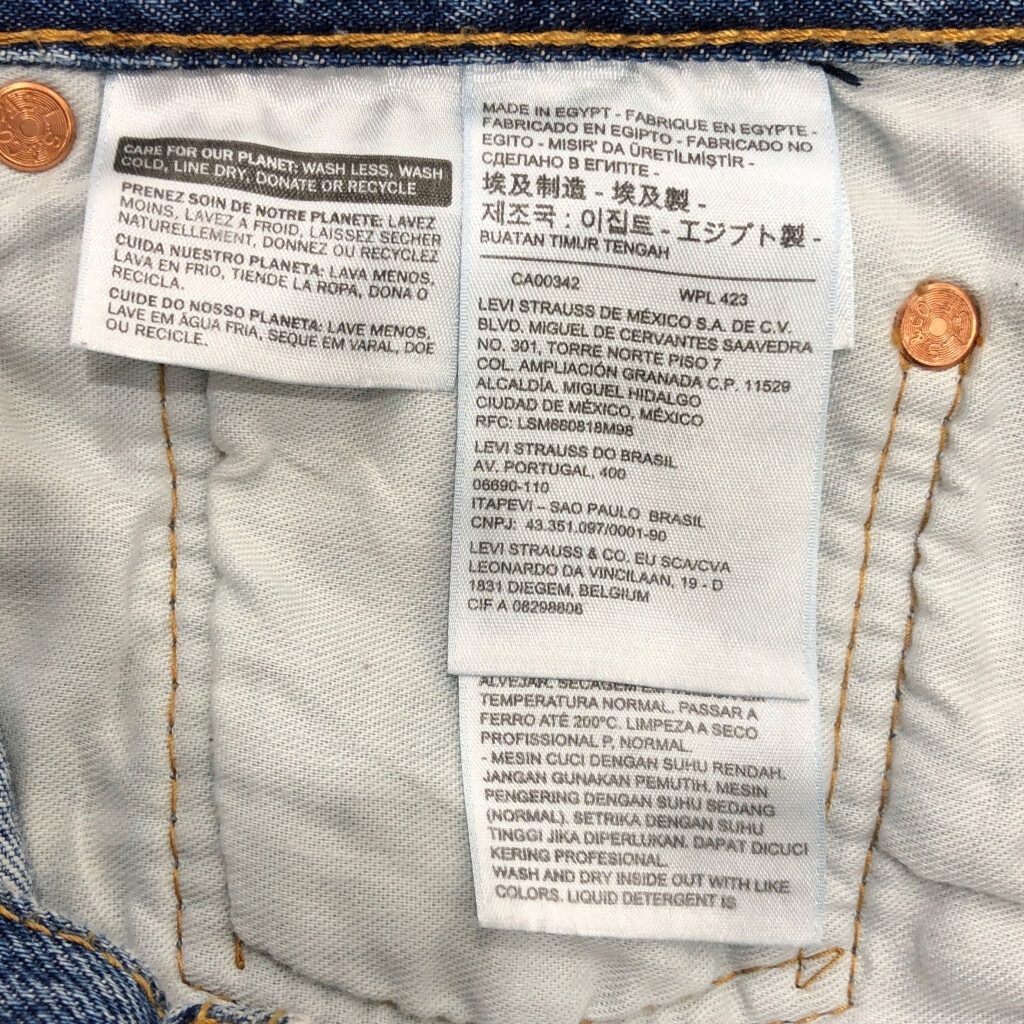 CARE FOR OUR PLANET: WASH LESS, WASH
COLD, LINE DRY, DONATE OR RECYCLE
PRENEZ SOIN DE NOTRE PLANETE: LAVEZ
MOINS, LAVEZ À FROID, LAISSEZ SÉCHER
NATURELLEMENT, DONNEZ OU RECYCLEZ
CUIDA NUESTRO PLANETA: LAVA MENOS,
LAVA EN FRIO, TIENDE LA ROPA, DONA O
RECICLA.
CUIDE DO NOSSO PLANETA: LAVE MENOS,
LAVE EM ÁGUA FRIA, SEQUE EM VARAL, DOE
OU RECICLE.
MADE IN EGYPT - FABRIQUE EN EGYPTE -
FABRICADO EN EGIPTO - FABRICADO NO
EGITO - MISIR' DA ÜRETİLMİŞTİR -
СДЕЛАНО В ЕГИПТЕ -
埃及制造 - 埃及製 -
제조국 : 이집트 - エジプト製 -
BUATAN TIMUR TENGAH
CA00342 WPL 423
LEVI STRAUSS DE MÉXICO S.A. DE C.V.
BLVD. MIGUEL DE CERVANTES SAAVEDRA
NO. 301, TORRE NORTE PISO 7
COL. AMPLIACIÓN GRANADA C.P. 11529
ALCALDÍA. MIGUEL HIDALGO
CIUDAD DE MÉXICO, MÉXICO
RFC: LSM680818M98
LEVI STRAUSS DO BRASIL
AV. PORTUGAL, 400
06690-110
ITAPEVI – SAO PAULO BRASIL
CNPJ: 43.351.097/0001-90
LEVI STRAUSS & CO. EU SCA/CVA
LEONARDO DA VINCILAAN, 19 - D
1831 DIEGEM, BELGIUM
CIF A 08298806
ALVEJAR. SECAGEM EM
TEMPERATURA NORMAL. PASSAR A
FERRO ATÉ 200°C. LIMPEZA A SECO
PROFISSIONAL P, NORMAL.
- MESIN CUCI DENGAN SUHU RENDAH.
JANGAN GUNAKAN PEMUTIH. MESIN
PENGERING DENGAN SUHU SEDANG
(NORMAL). SETRIKA DENGAN SUHU
TINGGI JIKA DIPERLUKAN. DAPAT DICUCI
KERING PROFESIONAL.
WASH AND DRY INSIDE OUT WITH LIKE
COLORS. LIQUID DETERGENT IS